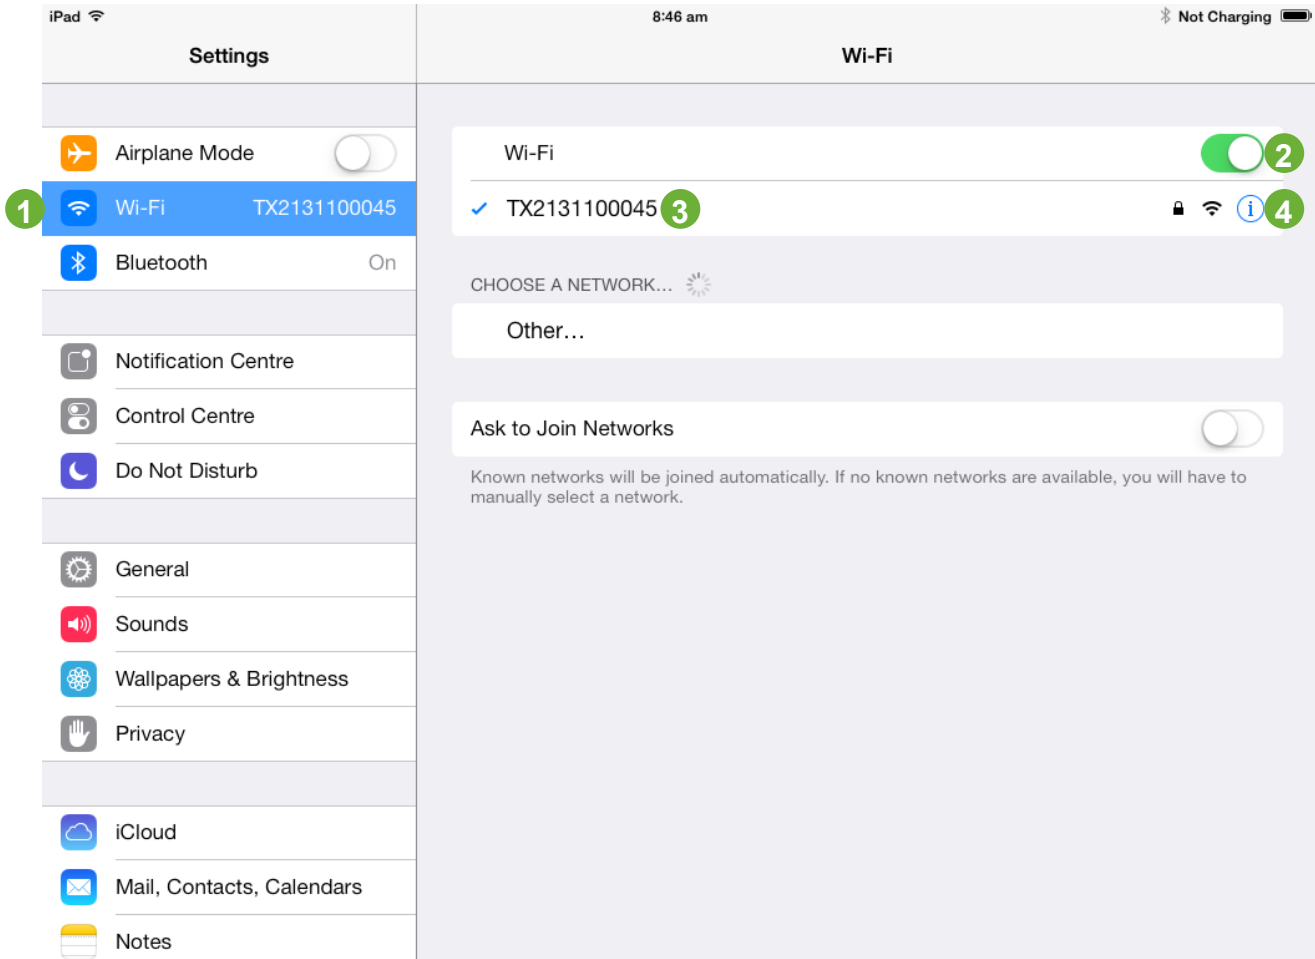 iPad 8:46 am Not Charging
Settings
Wi-Fi
Airplane Mode
1 Wi-Fi TX2131100045
Bluetooth On
Notification Centre
Control Centre
Do Not Disturb
General
Sounds
Wallpapers & Brightness
Privacy
iCloud
Mail, Contacts, Calendars
Notes
Wi-Fi 2
TX2131100045 3 i 4
CHOOSE A NETWORK...
Other...
Ask to Join Networks
Known networks will be joined automatically. If no known networks are available, you will have to
manually select a network.